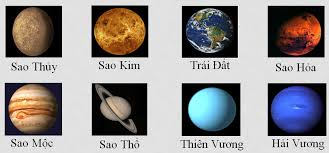 Sao Thủy Sao Kim Trái Đất Sao Hỏa
Sao Mộc Sao Thổ Thiên Vương Hải Vương